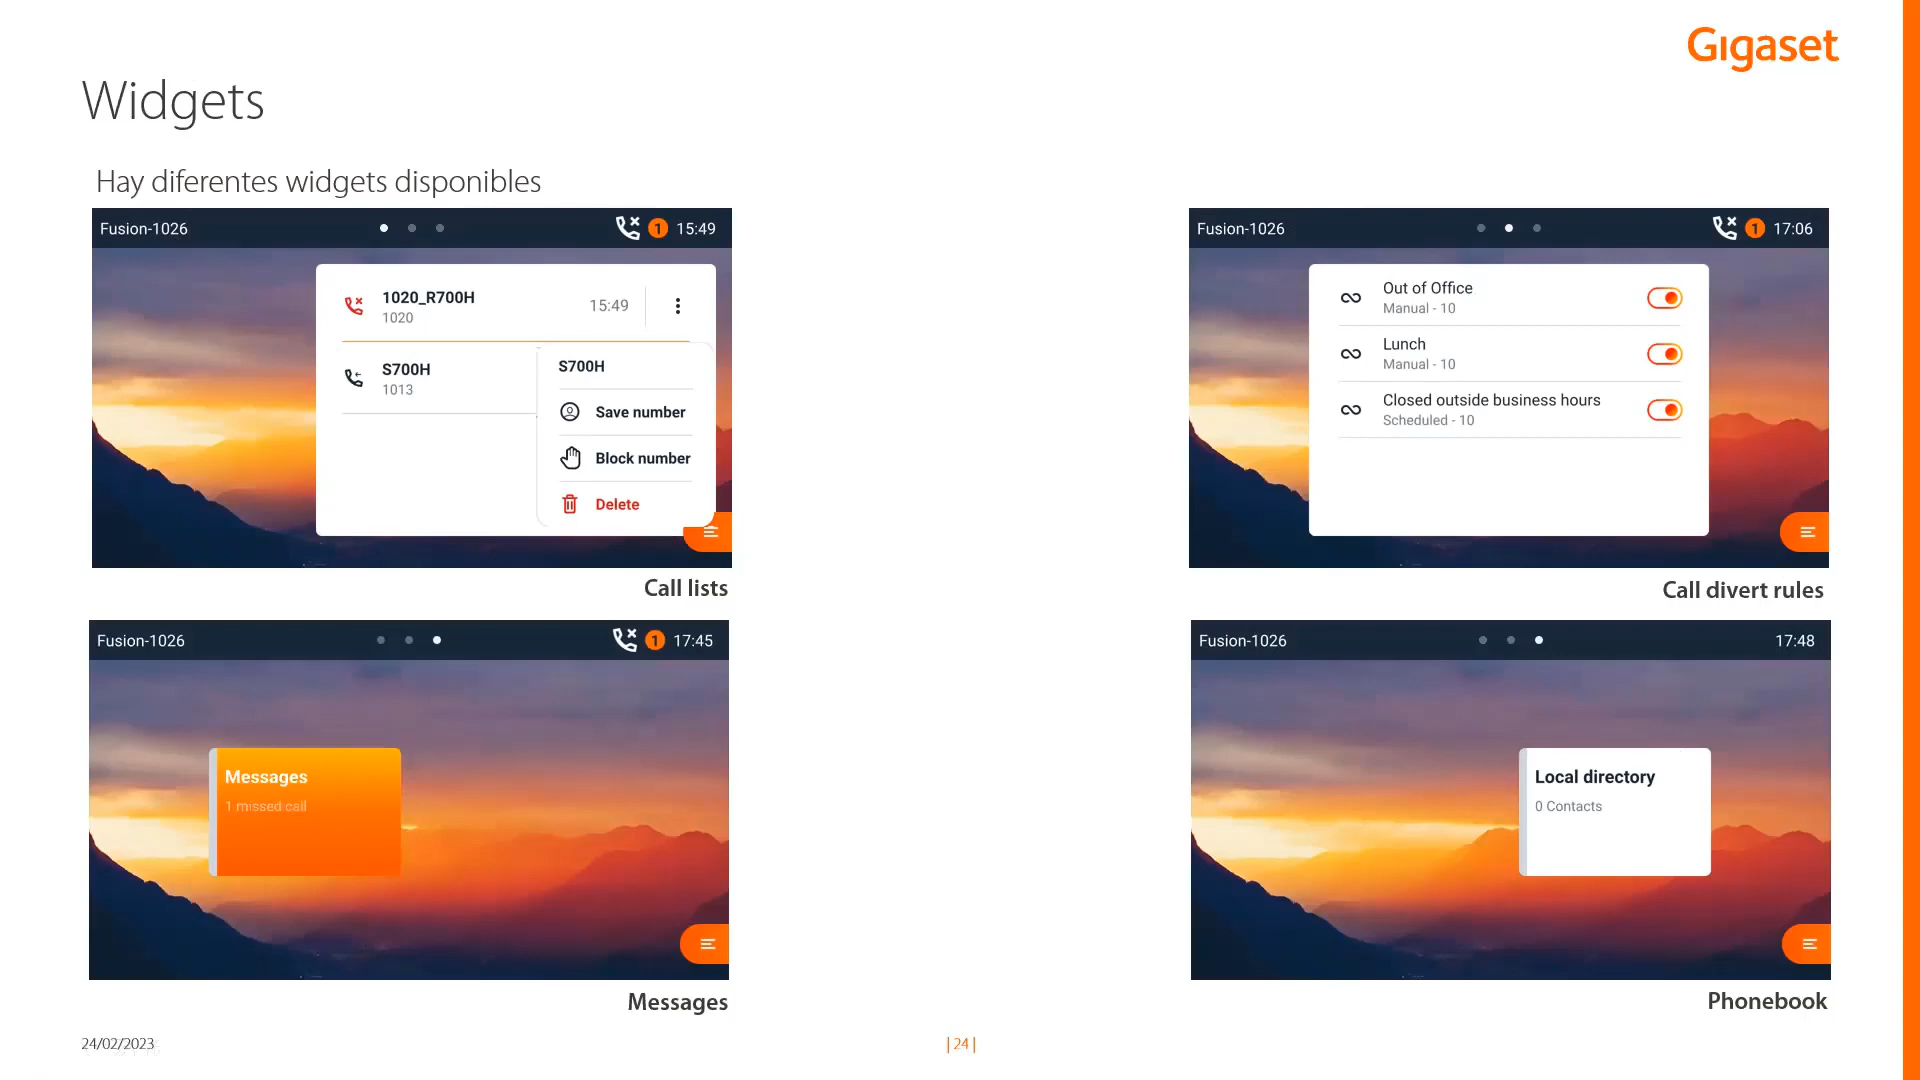 Gigaset
Widgets
Hay diferentes widgets disponibles
Fusion-1026
1
15:49
1020_R700H
1020
15:49
S700H
1013
S700H
Save number
Block number
Delete
Call lists
Fusion-1026
1
17:06
Out of Office
Manual - 10
Lunch
Manual - 10
Closed outside business hours
Scheduled - 10
Call divert rules
Fusion-1026
1
17:45
Messages
1 missed call
Messages
Fusion-1026
17:48
Local directory
0 Contacts
Phonebook
24/02/2023
| 24 |